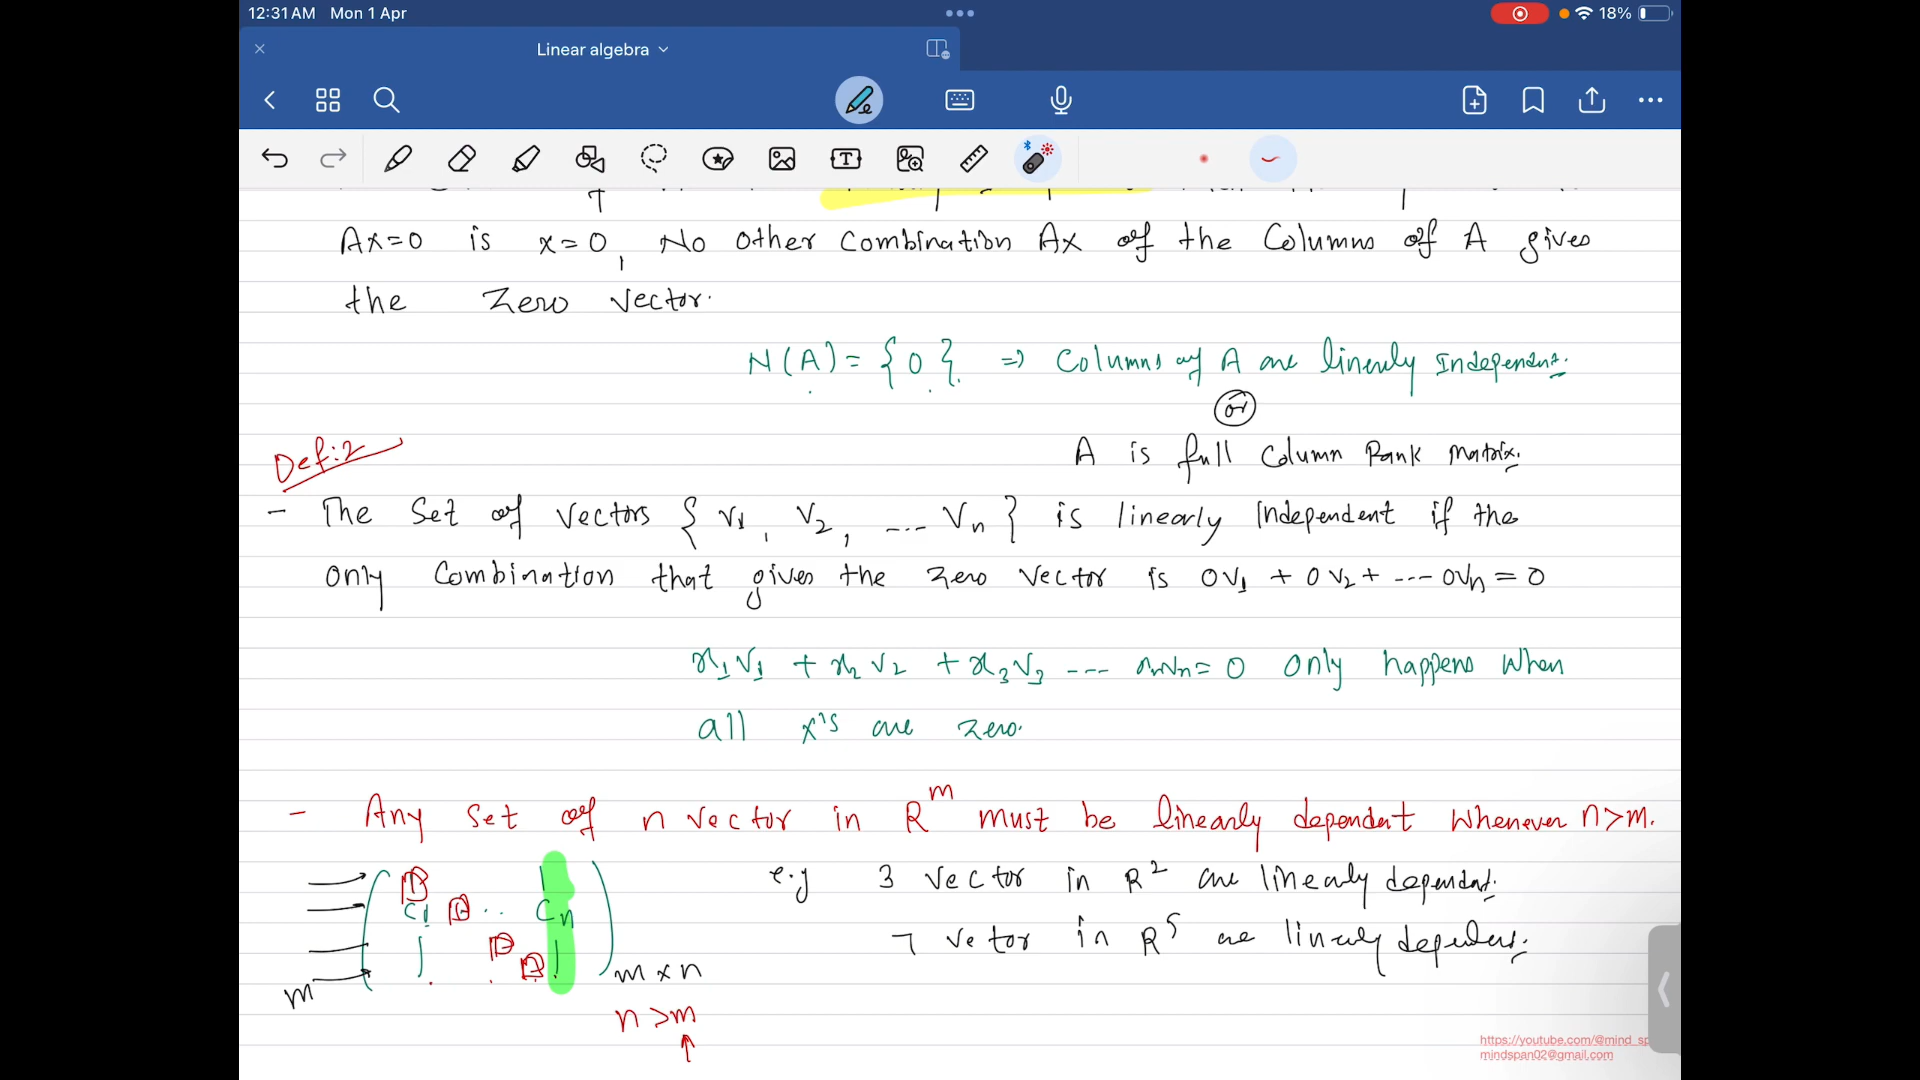 12:31 AM Mon 1 Apr
18%
Linear algebra
Ax=0 is x=0, No other combination Ax of the columns of A gives
the zero vector.
N(A) = {0} => Columns of A are linearly Independent.
or
Def:2
A is full column Rank matrix.
- The set of vectors { v1, v2, ... Vn } is linearly Independent if the
only combination that gives the zero vector is 0v1 + 0v2 + --- 0vn = 0
x1v1 + x2v2 + x3v3 --- xnvn = 0 only happens when
all x's are zero.
- Any set of n vector in R^m must be linearly dependent whenever n>m.
e.g 3 vector in R^2 are linearly dependent.
C1 .. Cn
7 vetor in R^5 are linearly dependent.
m
m x n
n > m
https://youtube.com/@mind_sp
mindspan02@gmail.com